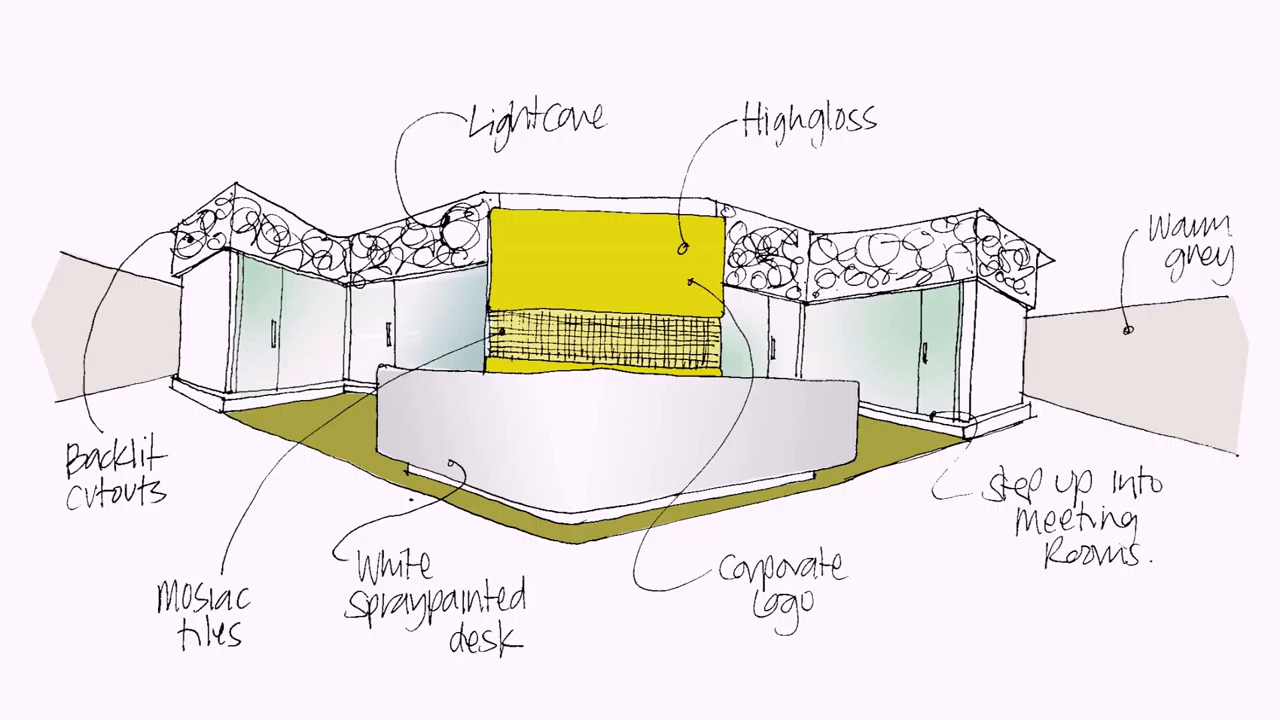 Lightcove
Highgloss
Warm
grey
Backlit
cutouts
Step up into
Meeting
Rooms.
White
spraypainted
desk
Corporate
Logo
Mosiac
tiles